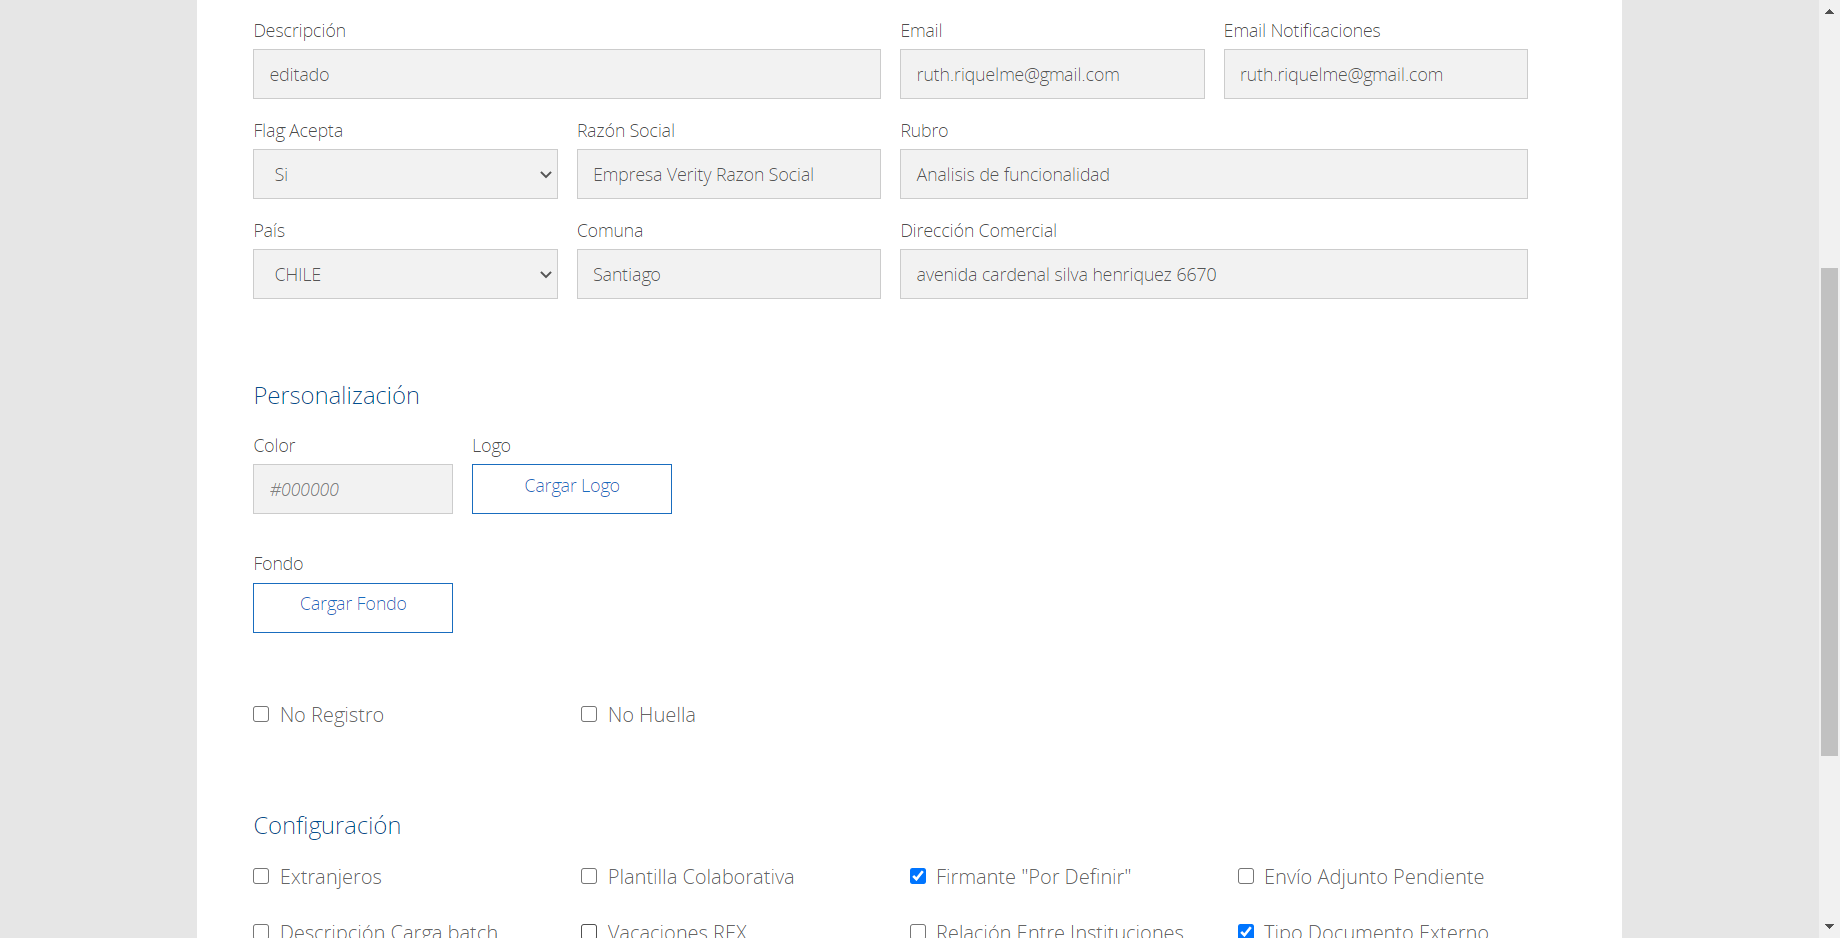 Descripción Email Email Notificaciones
editado ruth.riquelme@gmail.com ruth.riquelme@gmail.com
Flag Acepta Razón Social Rubro
Si Empresa Verity Razon Social Analisis de funcionalidad
País Comuna Dirección Comercial
CHILE Santiago avenida cardenal silva henriquez 6670
Personalización
Color Logo
#000000 Cargar Logo
Fondo
Cargar Fondo
No Registro No Huella
Configuración
Extranjeros Plantilla Colaborativa Firmante "Por Definir" Envío Adjunto Pendiente
Descripción Carga batch Vacaciones REX Relación Entre Instituciones Tipo Documento Externo